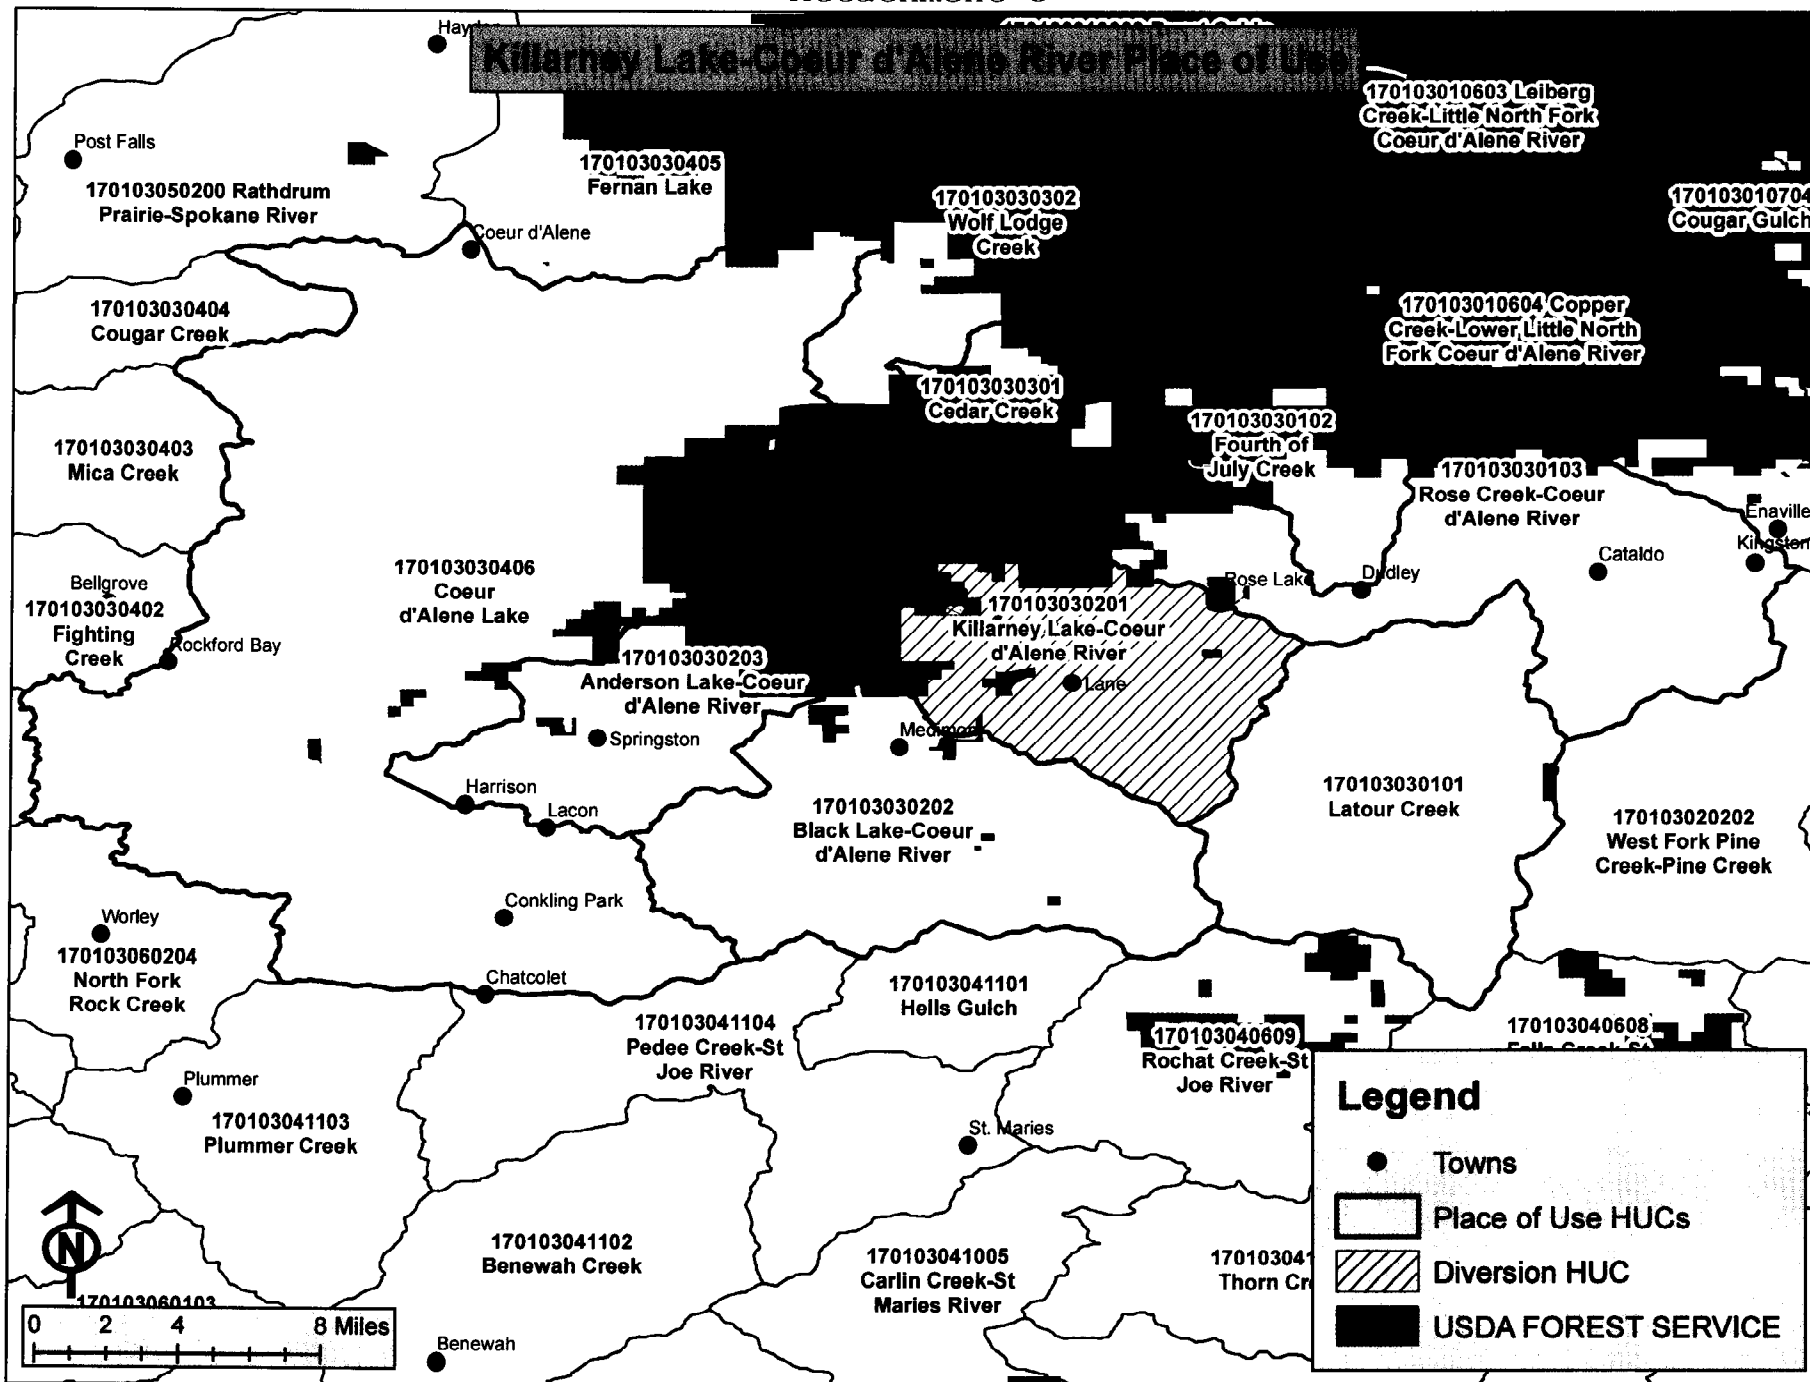 Hayden
Killarney Lake-Coeur d'Alene River Place of Use
170103010603 Leiberg
Creek-Little North Fork
Coeur d'Alene River
Post Falls
170103050200 Rathdrum
Prairie-Spokane River
170103030405
Fernan Lake
170103030302
Wolf Lodge
Creek
170103010704
Cougar Gulch
Coeur d'Alene
170103030404
Cougar Creek
170103010604 Copper
Creek-Lower Little North
Fork Coeur d'Alene River
170103030301
Cedar Creek
170103030403
Mica Creek
170103030102
Fourth of
July Creek
170103030103
Rose Creek-Coeur
d'Alene River
Enaville
Kingston
Cataldo
Dudley
Rose Lake
170103030406
Coeur
d'Alene Lake
Bellgrove
170103030402
Fighting
Creek
Rockford Bay
170103030201
Killarney Lake-Coeur
d'Alene River
Lane
170103030203
Anderson Lake-Coeur
d'Alene River
Springston
Medimont
Harrison
Lacon
170103030202
Black Lake-Coeur
d'Alene River
170103030101
Latour Creek
170103020202
West Fork Pine
Creek-Pine Creek
Conkling Park
Worley
170103060204
North Fork
Rock Creek
Chatcolet
170103041101
Hells Gulch
170103041104
Pedee Creek-St
Joe River
170103040609
Rochat Creek-St
Joe River
170103040608
Plummer
170103041103
Plummer Creek
St. Maries
170103041102
Benewah Creek
170103041005
Carlin Creek-St
Maries River
170103041
Thorn Cr
170103060103
Benewah
N
0 2 4 8 Miles
Legend
Towns
Place of Use HUCs
Diversion HUC
USDA FOREST SERVICE